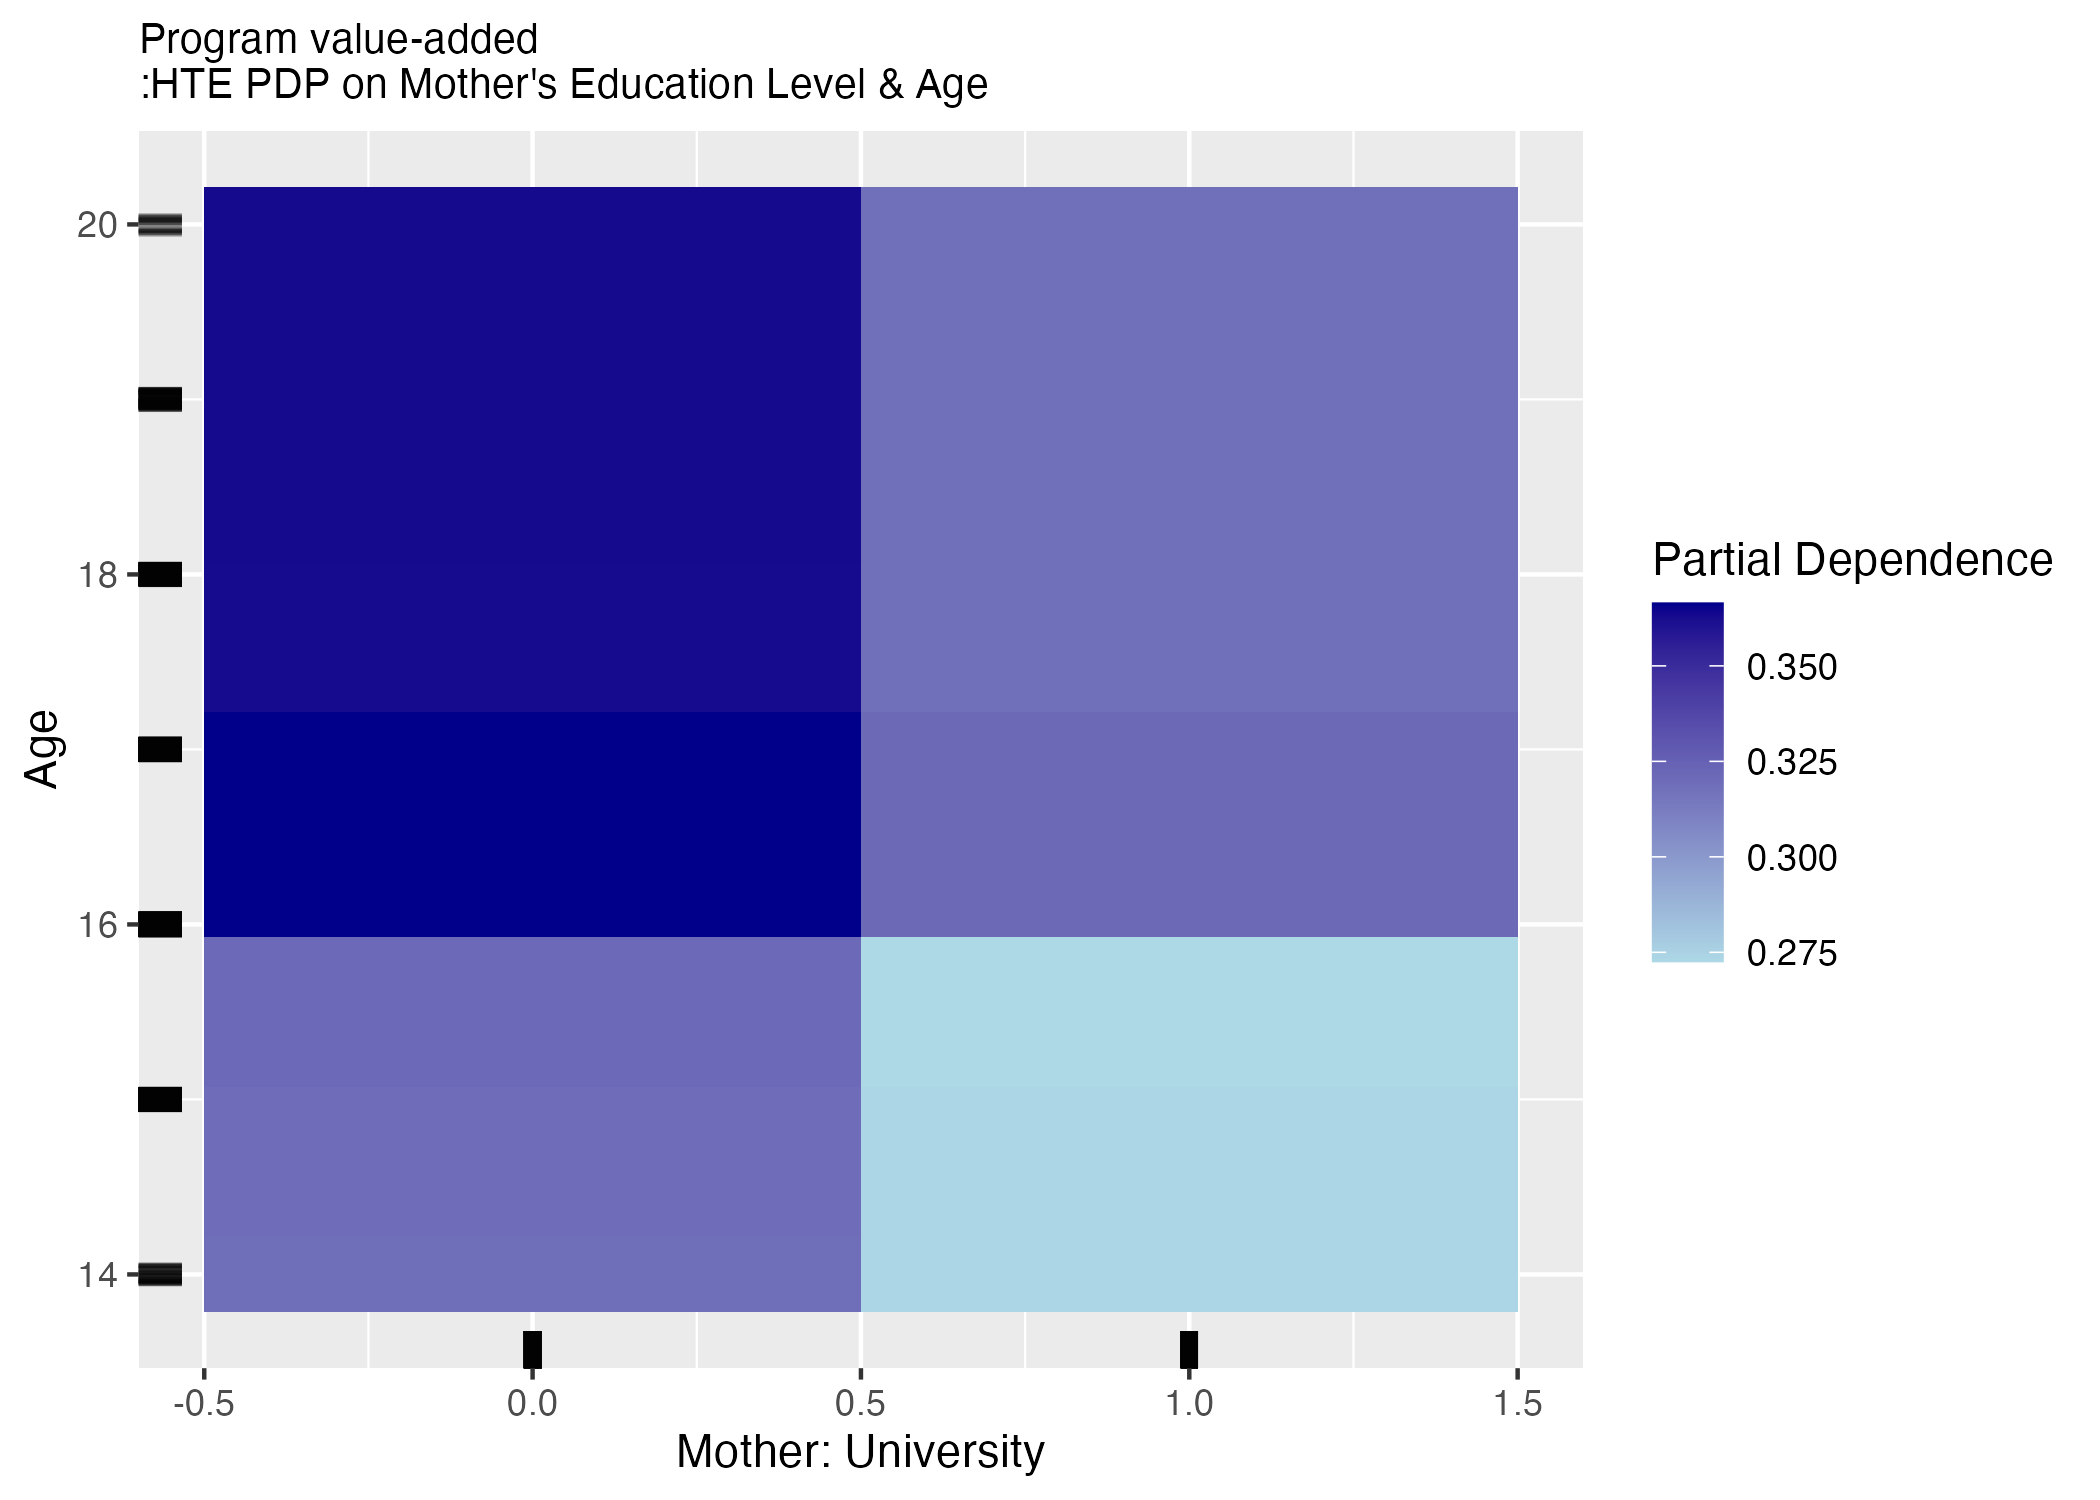 Program value-added
:HTE PDP on Mother's Education Level & Age
20
18
16
14
Age
-0.5
0.0
0.5
1.0
1.5
Mother: University
Partial Dependence
0.350
0.325
0.300
0.275